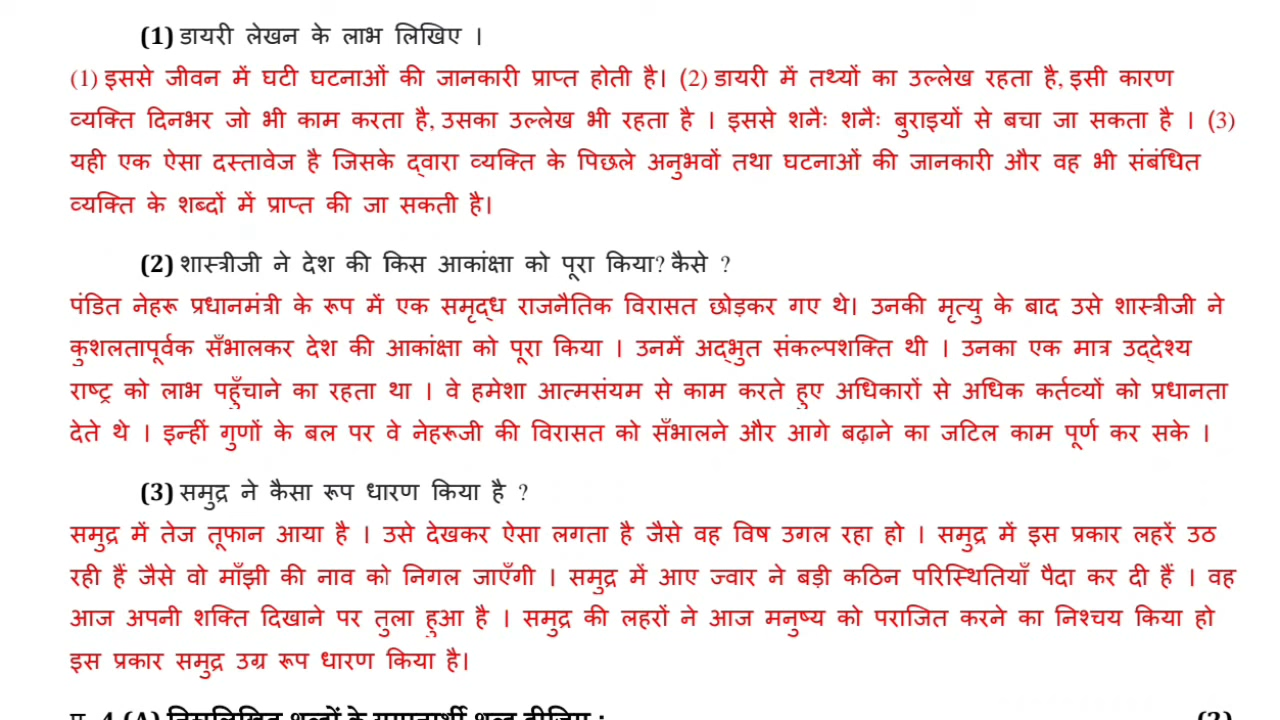 (1) डायरी लेखन के लाभ लिखिए ।
(1) इससे जीवन में घटी घटनाओं की जानकारी प्राप्त होती है। (2) डायरी में तथ्यों का उल्लेख रहता है, इसी कारण
व्यक्ति दिनभर जो भी काम करता है, उसका उल्लेख भी रहता है । इससे शनैः शनैः बुराइयों से बचा जा सकता है । (3)
यही एक ऐसा दस्तावेज है जिसके द्वारा व्यक्ति के पिछले अनुभवों तथा घटनाओं की जानकारी और वह भी संबंधित
व्यक्ति के शब्दों में प्राप्त की जा सकती है।
(2) शास्त्रीजी ने देश की किस आकांक्षा को पूरा किया? कैसे ?
पंडित नेहरू प्रधानमंत्री के रूप में एक समृद्ध राजनैतिक विरासत छोड़कर गए थे। उनकी मृत्यु के बाद उसे शास्त्रीजी ने
कुशलतापूर्वक सँभालकर देश की आकांक्षा को पूरा किया । उनमें अद्भुत संकल्पशक्ति थी । उनका एक मात्र उद्देश्य
राष्ट्र को लाभ पहुँचाने का रहता था । वे हमेशा आत्मसंयम से काम करते हुए अधिकारों से अधिक कर्तव्यों को प्रधानता
देते थे । इन्हीं गुणों के बल पर वे नेहरूजी की विरासत को सँभालने और आगे बढ़ाने का जटिल काम पूर्ण कर सके ।
(3) समुद्र ने कैसा रूप धारण किया है ?
समुद्र में तेज तूफान आया है । उसे देखकर ऐसा लगता है जैसे वह विष उगल रहा हो । समुद्र में इस प्रकार लहरें उठ
रही हैं जैसे वो माँझी की नाव को निगल जाएँगी । समुद्र में आए ज्वार ने बड़ी कठिन परिस्थितियाँ पैदा कर दी हैं । वह
आज अपनी शक्ति दिखाने पर तुला हुआ है । समुद्र की लहरों ने आज मनुष्य को पराजित करने का निश्चय किया हो
इस प्रकार समुद्र उग्र रूप धारण किया है।
4 (A) निम्नलिखित शब्दों के समानार्थी शब्द दीजिए : (2)